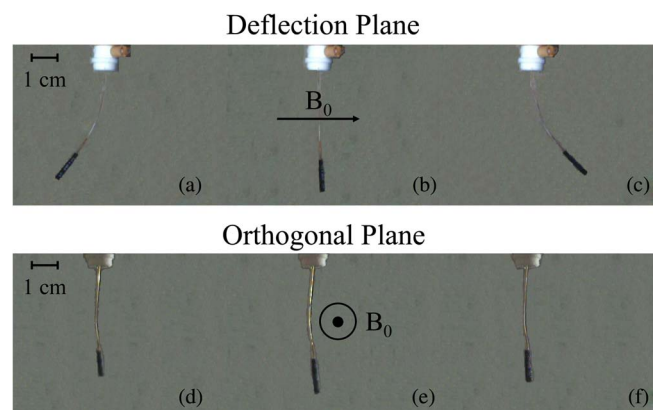 Deflection Plane
1 cm
B₀
(a)
(b)
(c)
Orthogonal Plane
1 cm
B₀
(d)
(e)
(f)